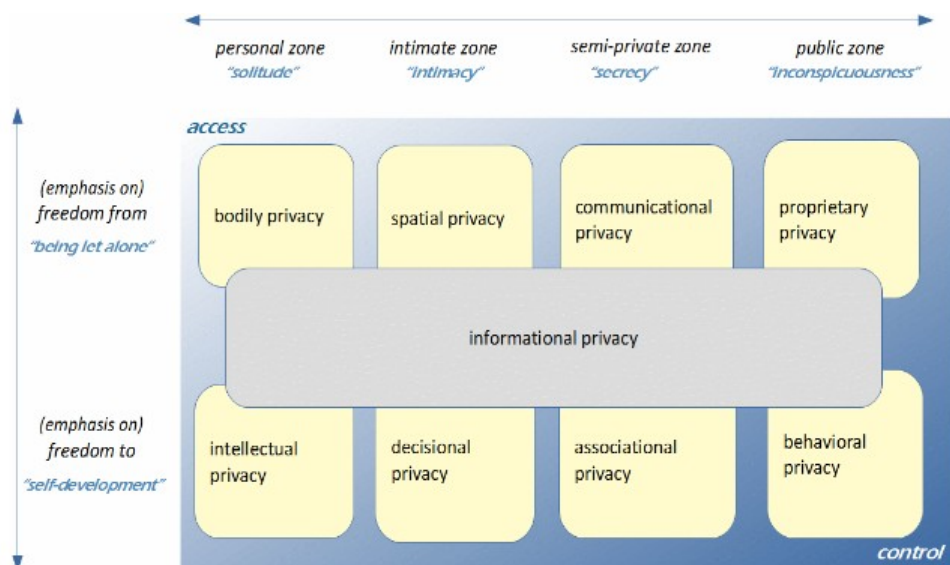 personal zone
"solitude"
intimate zone
"intimacy"
semi-private zone
"secrecy"
public zone
"inconspicuousness"
access
(emphasis on)
freedom from
"being let alone"
bodily privacy
spatial privacy
communicational
privacy
proprietary
privacy
informational privacy
(emphasis on)
freedom to
"self-development"
intellectual
privacy
decisional
privacy
associational
privacy
behavioral
privacy
control